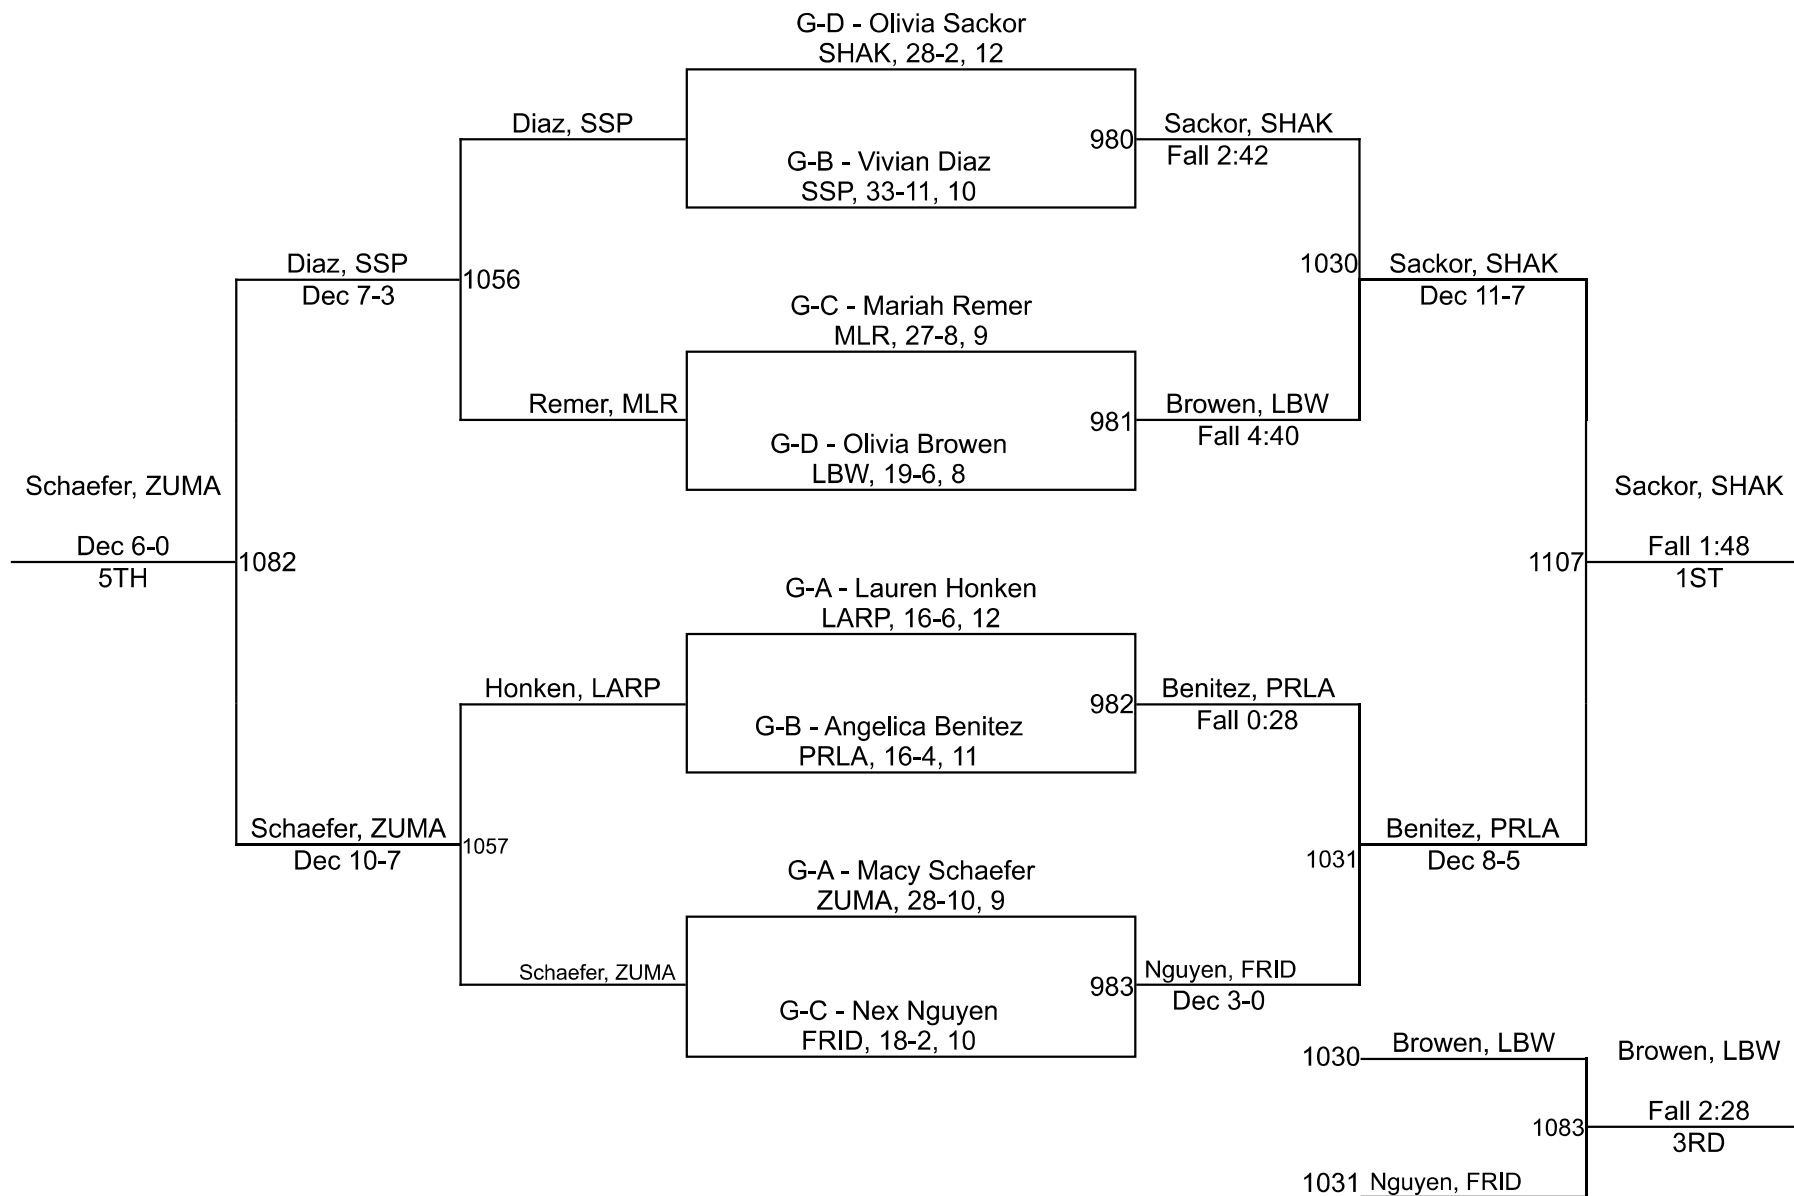 G-D - Olivia Sackor
SHAK, 28-2, 12
Diaz, SSP
980
Sackor, SHAK
Fall 2:42
G-B - Vivian Diaz
SSP, 33-11, 10
Diaz, SSP
Dec 7-3
1056
1030
Sackor, SHAK
Dec 11-7
G-C - Mariah Remer
MLR, 27-8, 9
Remer, MLR
981
Browen, LBW
Fall 4:40
G-D - Olivia Browen
LBW, 19-6, 8
Schaefer, ZUMA
Dec 6-0
5TH
1082
1107
Sackor, SHAK
Fall 1:48
1ST
G-A - Lauren Honken
LARP, 16-6, 12
Honken, LARP
982
Benitez, PRLA
Fall 0:28
G-B - Angelica Benitez
PRLA, 16-4, 11
Schaefer, ZUMA
Dec 10-7
1057
1031
Benitez, PRLA
Dec 8-5
G-A - Macy Schaefer
ZUMA, 28-10, 9
Schaefer, ZUMA
983
Nguyen, FRID
Dec 3-0
G-C - Nex Nguyen
FRID, 18-2, 10
1030
Browen, LBW
Browen, LBW
1083
Fall 2:28
3RD
1031
Nguyen, FRID